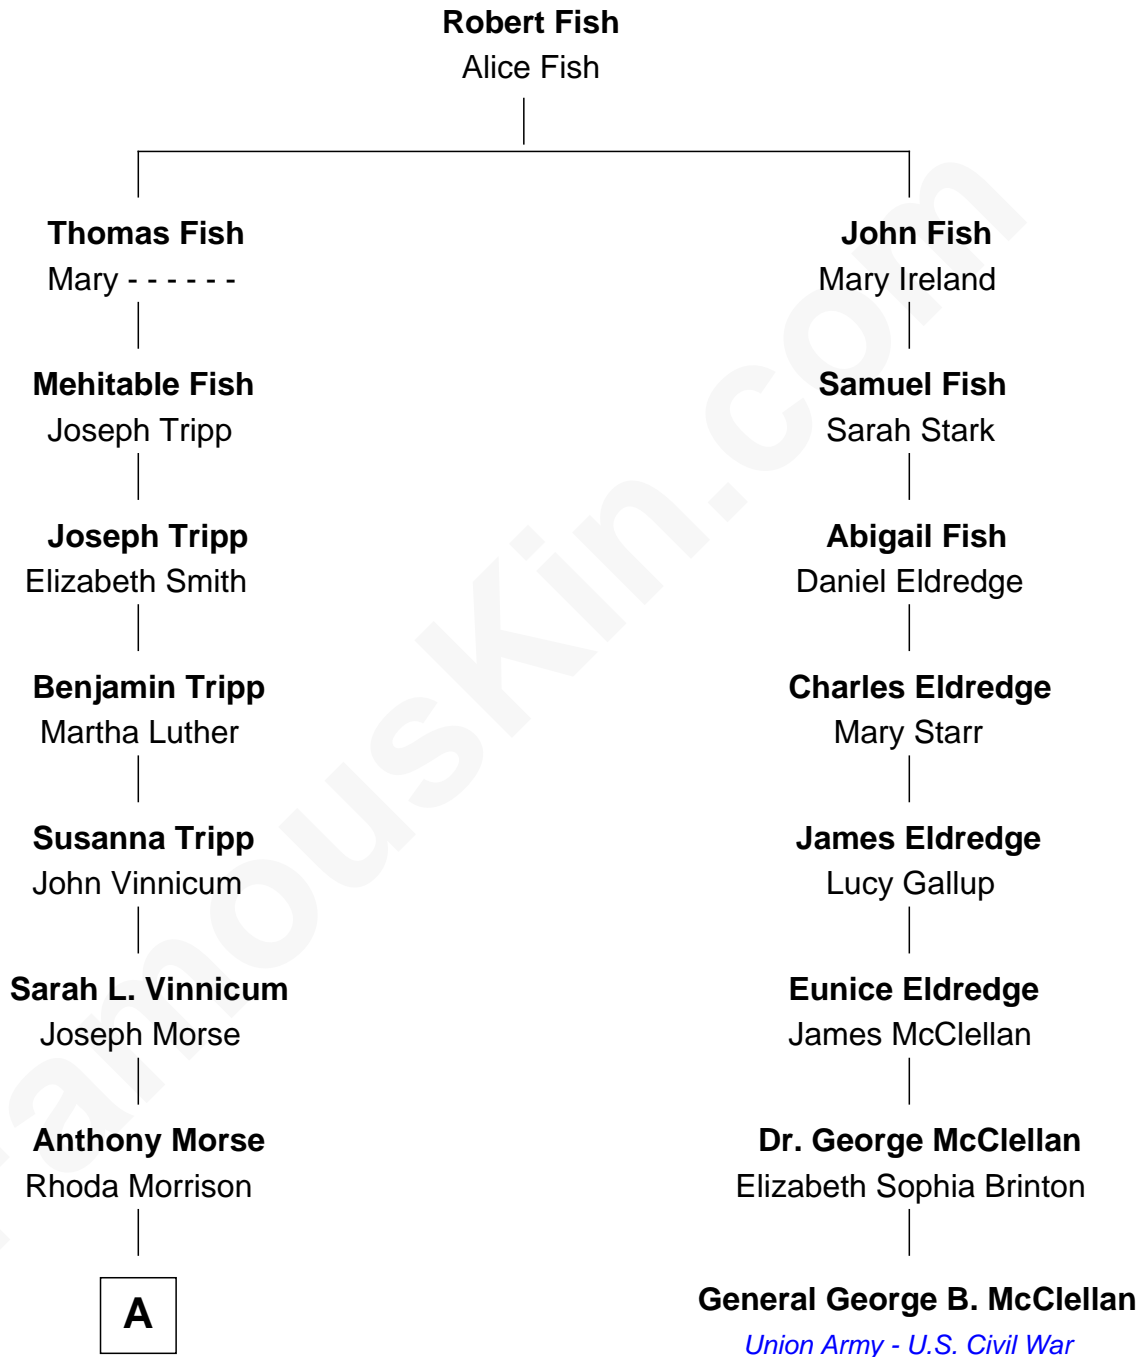 Robert Fish
Alice Fish
Thomas Fish
Mary - - - - - -
John Fish
Mary Ireland
Mehitable Fish
Joseph Tripp
Samuel Fish
Sarah Stark
Joseph Tripp
Elizabeth Smith
Abigail Fish
Daniel Eldredge
Benjamin Tripp
Martha Luther
Charles Eldredge
Mary Starr
Susanna Tripp
John Vinnicum
James Eldredge
Lucy Gallup
Sarah L. Vinnicum
Joseph Morse
Eunice Eldredge
James McClellan
Anthony Morse
Rhoda Morrison
Dr. George McClellan
Elizabeth Sophia Brinton
A
General George B. McClellan
Union Army - U.S. Civil War
FamousKin.com